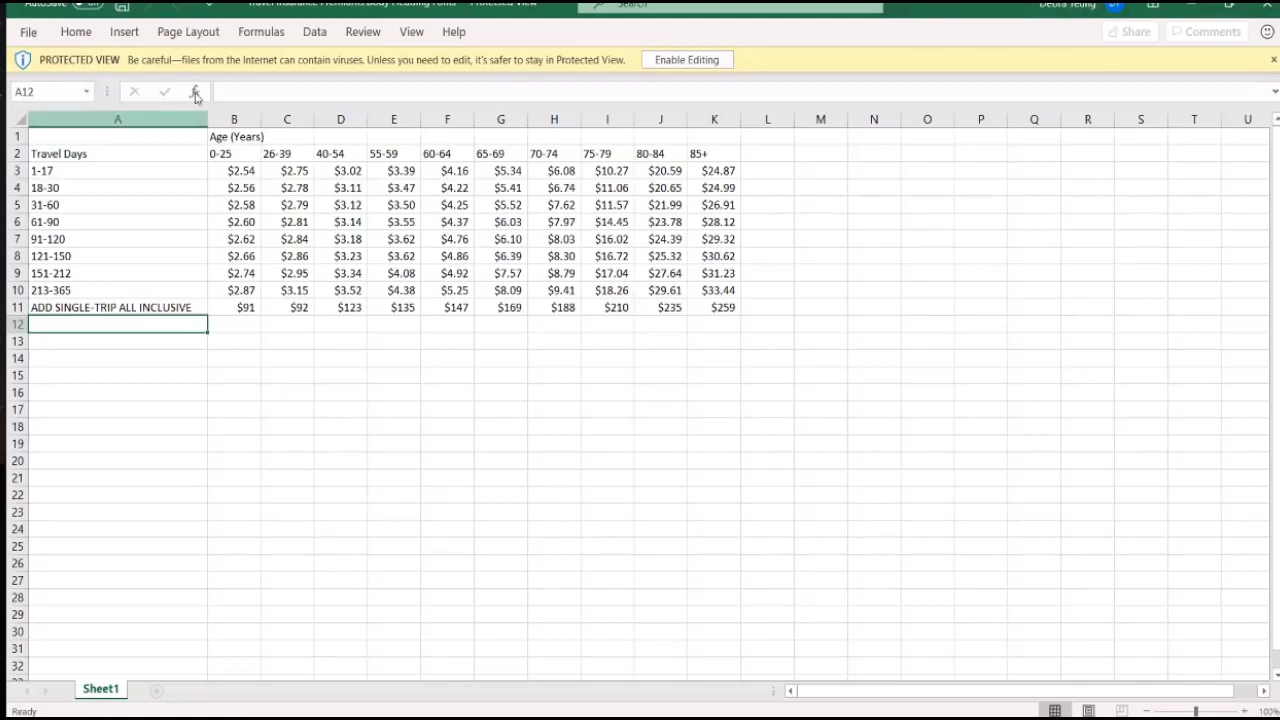 AutoSave Off Travel Insurance Premiums Body Heading Fonts - Protected View Search Debra Yeung DY
File Home Insert Page Layout Formulas Data Review View Help Share Comments
PROTECTED VIEW Be careful—files from the Internet can contain viruses. Unless you need to edit, it's safer to stay in Protected View. Enable Editing
A12
A B C D E F G H I J K L M N O P Q R S T U
1 Age (Years)
2 Travel Days 0-25 26-39 40-54 55-59 60-64 65-69 70-74 75-79 80-84 85+
3 1-17 $2.54 $2.75 $3.02 $3.39 $4.16 $5.34 $6.08 $10.27 $20.59 $24.87
4 18-30 $2.56 $2.78 $3.11 $3.47 $4.22 $5.41 $6.74 $11.06 $20.65 $24.99
5 31-60 $2.58 $2.79 $3.12 $3.50 $4.25 $5.52 $7.62 $11.57 $21.99 $26.91
6 61-90 $2.60 $2.81 $3.14 $3.55 $4.37 $6.03 $7.97 $14.45 $23.78 $28.12
7 91-120 $2.62 $2.84 $3.18 $3.62 $4.76 $6.10 $8.03 $16.02 $24.39 $29.32
8 121-150 $2.66 $2.86 $3.23 $3.62 $4.86 $6.39 $8.30 $16.72 $25.32 $30.62
9 151-212 $2.74 $2.95 $3.34 $4.08 $4.92 $7.57 $8.79 $17.04 $27.64 $31.23
10 213-365 $2.87 $3.15 $3.52 $4.38 $5.25 $8.09 $9.41 $18.26 $29.61 $33.44
11 ADD SINGLE-TRIP ALL INCLUSIVE $91 $92 $123 $135 $147 $169 $188 $210 $235 $259
12
13
14
15
16
17
18
19
20
21
22
23
24
25
26
27
28
29
30
31
32
Sheet1
Ready 100%